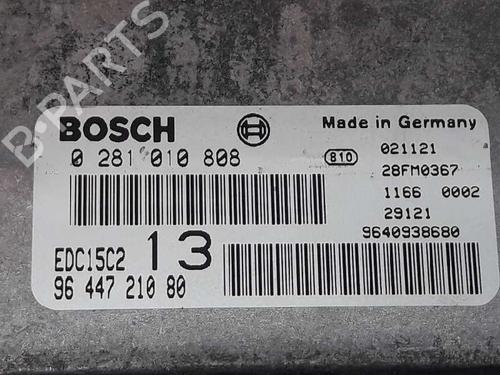 B-PARTS
BOSCH
Made in Germany
0 281 010 808
810
021121
28FM0367
1166 0002
29121
9640938680
EDC15C2
13
96 447 210 80